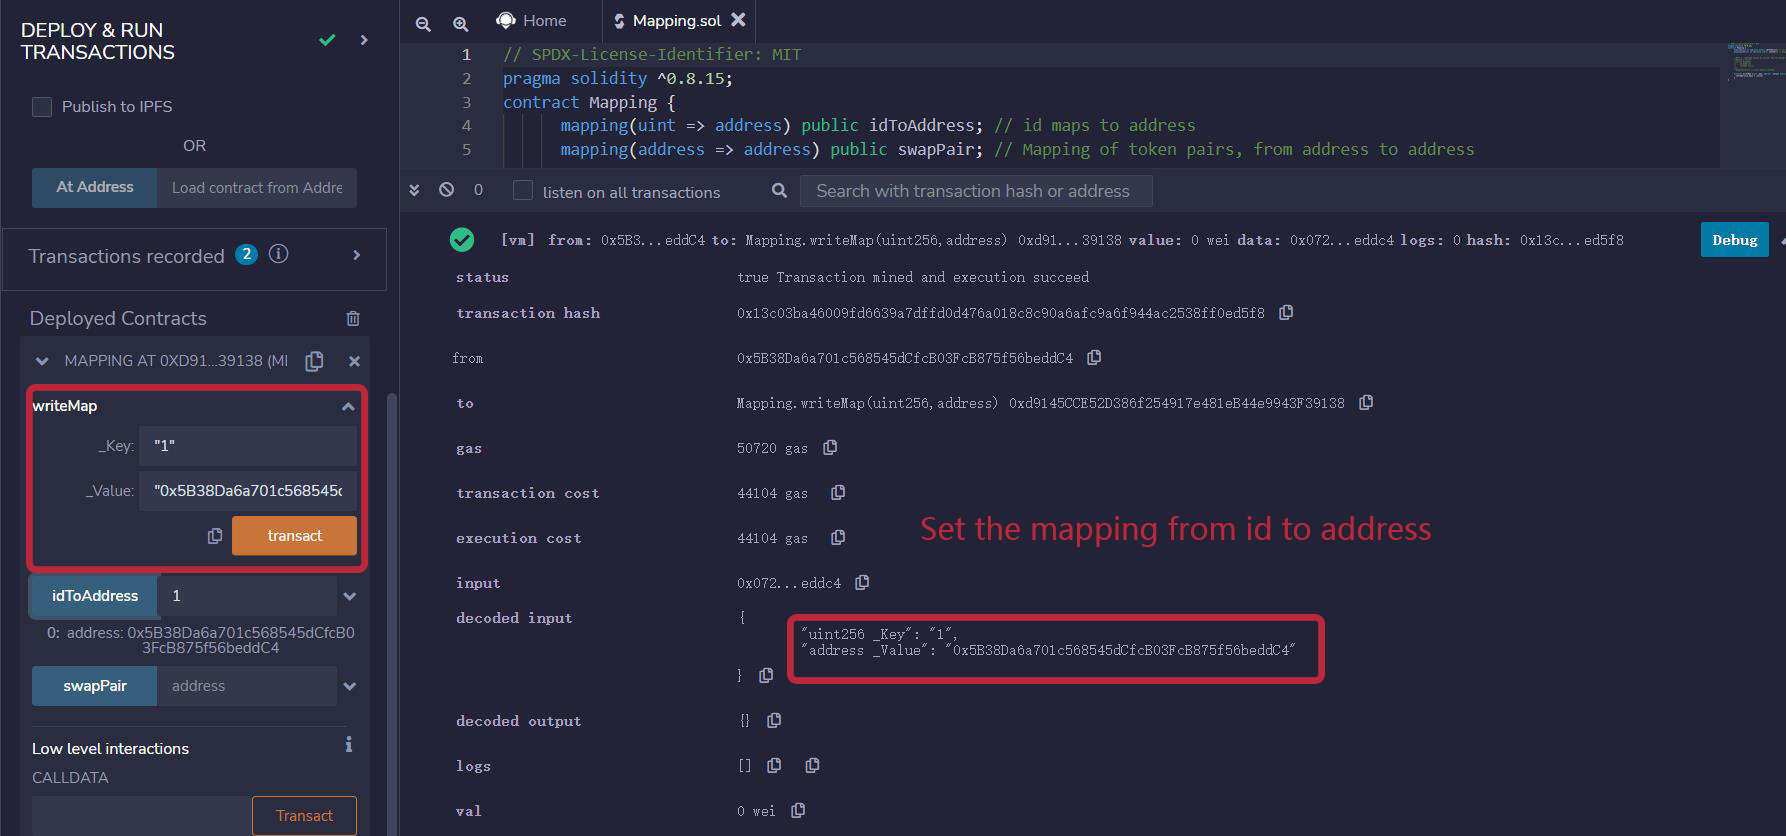 DEPLOY & RUN
TRANSACTIONS
Publish to IPFS
OR
At Address
Load contract from Addre
Transactions recorded 2
Deployed Contracts
MAPPING AT 0XD91...39138 (MI
writeMap
_Key: "1"
_Value: "0x5B38Da6a701c568545c
transact
idToAddress 1
0: address: 0x5B38Da6a701c568545dCfcB0
3FcB875f56beddC4
swapPair address
Low level interactions
CALLDATA
Transact
Home
Mapping.sol
1 // SPDX-License-Identifier: MIT
2 pragma solidity ^0.8.15;
3 contract Mapping {
4 mapping(uint => address) public idToAddress; // id maps to address
5 mapping(address => address) public swapPair; // Mapping of token pairs, from address to address
0 listen on all transactions Search with transaction hash or address
[vm] from: 0x5B3...eddC4 to: Mapping.writeMap(uint256,address) 0xd91...39138 value: 0 wei data: 0x072...eddc4 logs: 0 hash: 0x13c...ed5f8
Debug
status true Transaction mined and execution succeed
transaction hash 0x13c03ba46009fd6639a7dffd0d476a018c8c90a6afc9a6f944ac2538ff0ed5f8
from 0x5B38Da6a701c568545dCfcB03FcB875f56beddC4
to Mapping.writeMap(uint256,address) 0xd9145CCE52D386f254917e481eB44e9943F39138
gas 50720 gas
transaction cost 44104 gas
execution cost 44104 gas
Set the mapping from id to address
input 0x072...eddc4
decoded input {
"uint256 _Key": "1",
"address _Value": "0x5B38Da6a701c568545dCfcB03FcB875f56beddC4"
}
decoded output {}
logs []
val 0 wei